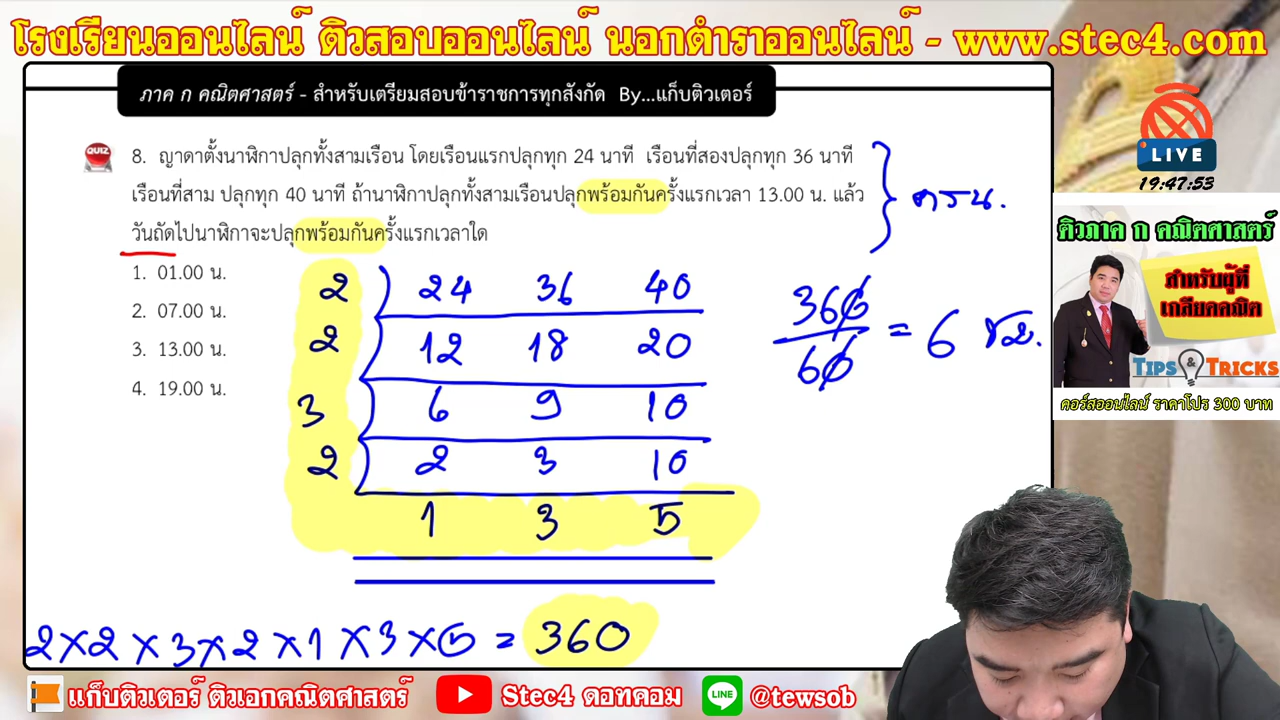 โรงเรียนออนไลน์ ติวสอบออนไลน์ นอกตำราออนไลน์ - www.stec4.com
ภาค ก คณิตศาสตร์ - สำหรับเตรียมสอบข้าราชการทุกสังกัด By...แก็บติวเตอร์
QUIZ
8. ญาดาตั้งนาฬิกาปลุกทั้งสามเรือน โดยเรือนแรกปลุกทุก 24 นาที เรือนที่สองปลุกทุก 36 นาที
เรือนที่สาม ปลุกทุก 40 นาที ถ้านาฬิกาปลุกทั้งสามเรือนปลุกพร้อมกันครั้งแรกเวลา 13.00 น. แล้ว
วันถัดไปนาฬิกาจะปลุกพร้อมกันครั้งแรกเวลาใด
ครน.
1. 01.00 น.
2. 07.00 น.
3. 13.00 น.
4. 19.00 น.
2 24 36 40
2 12 18 20
3 6 9 10
2 2 3 10
1 3 5
360
60 = 6 ชม.
2×2×3×2×1×3×5 = 360
LIVE
19:47:53
ติวภาค ก คณิตศาสตร์
สำหรับผู้ที่
เกลียดคณิต
TIPS & TRICKS
คอร์สออนไลน์ ราคาโปร 300 บาท
แก็บติวเตอร์ ติวเอกคณิตศาสตร์ Stec4 ดอทคอม LINE @tewsob